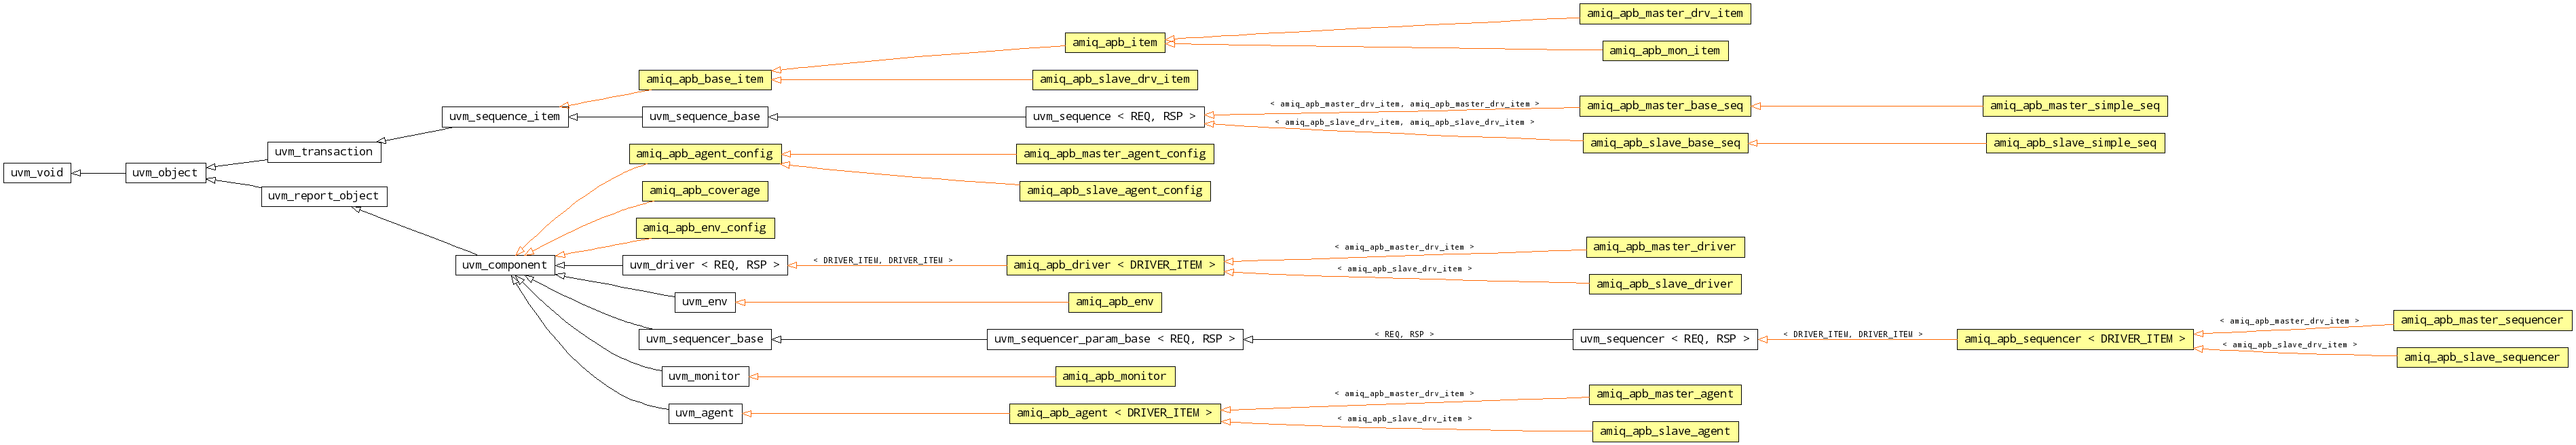 amiq_apb_master_drv_item
amiq_apb_item
amiq_apb_mon_item
amiq_apb_base_item
amiq_apb_slave_drv_item
< amiq_apb_master_drv_item, amiq_apb_master_drv_item >
amiq_apb_master_base_seq
amiq_apb_master_simple_seq
uvm_sequence_item
uvm_sequence_base
uvm_sequence < REQ, RSP >
< amiq_apb_slave_drv_item, amiq_apb_slave_drv_item >
amiq_apb_slave_base_seq
amiq_apb_slave_simple_seq
uvm_transaction
amiq_apb_agent_config
amiq_apb_master_agent_config
uvm_void
uvm_object
amiq_apb_coverage
amiq_apb_slave_agent_config
uvm_report_object
amiq_apb_env_config
< amiq_apb_master_drv_item >
amiq_apb_master_driver
uvm_component
uvm_driver < REQ, RSP >
< DRIVER_ITEM, DRIVER_ITEM >
amiq_apb_driver < DRIVER_ITEM >
< amiq_apb_slave_drv_item >
amiq_apb_slave_driver
uvm_env
amiq_apb_env
< amiq_apb_master_drv_item >
amiq_apb_master_sequencer
uvm_sequencer_base
uvm_sequencer_param_base < REQ, RSP >
< REQ, RSP >
uvm_sequencer < REQ, RSP >
< DRIVER_ITEM, DRIVER_ITEM >
amiq_apb_sequencer < DRIVER_ITEM >
< amiq_apb_slave_drv_item >
amiq_apb_slave_sequencer
uvm_monitor
amiq_apb_monitor
< amiq_apb_master_drv_item >
amiq_apb_master_agent
uvm_agent
amiq_apb_agent < DRIVER_ITEM >
< amiq_apb_slave_drv_item >
amiq_apb_slave_agent